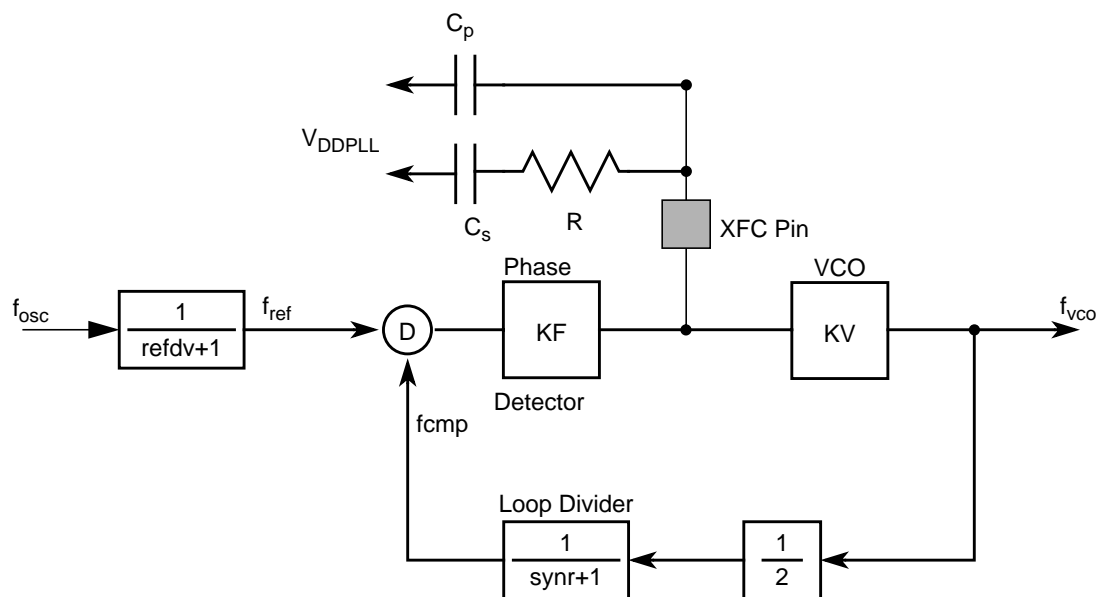 Cp
VDDPLL
Cs
R
XFC Pin
Phase
VCO
fosc
1
refdv+1
fref
D
KF
KV
fvco
Detector
fcmp
Loop Divider
1
synr+1
1
2